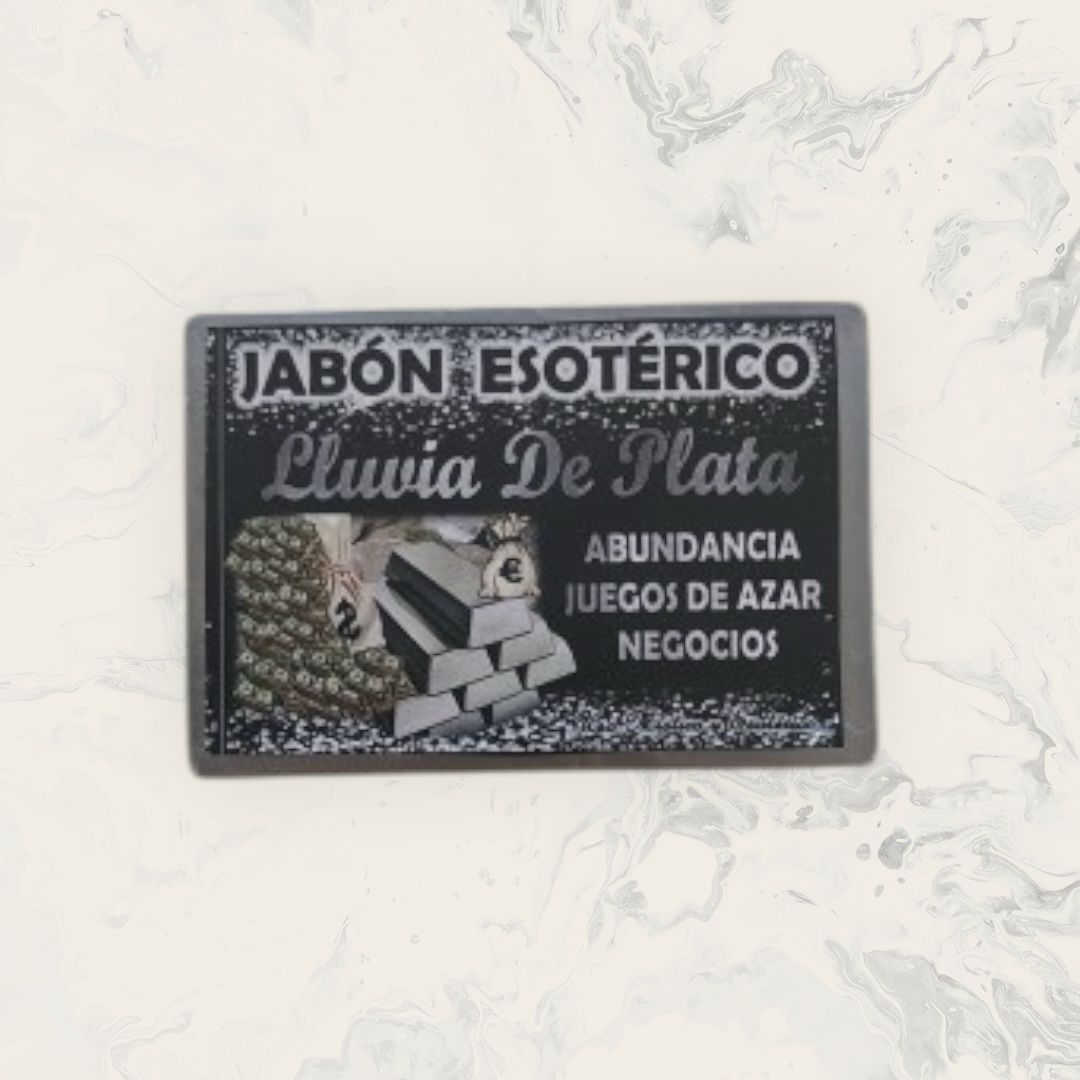 JABÓN ESOTÉRICO
Lluvia De Plata
ABUNDANCIA
JUEGOS DE AZAR
NEGOCIOS
€